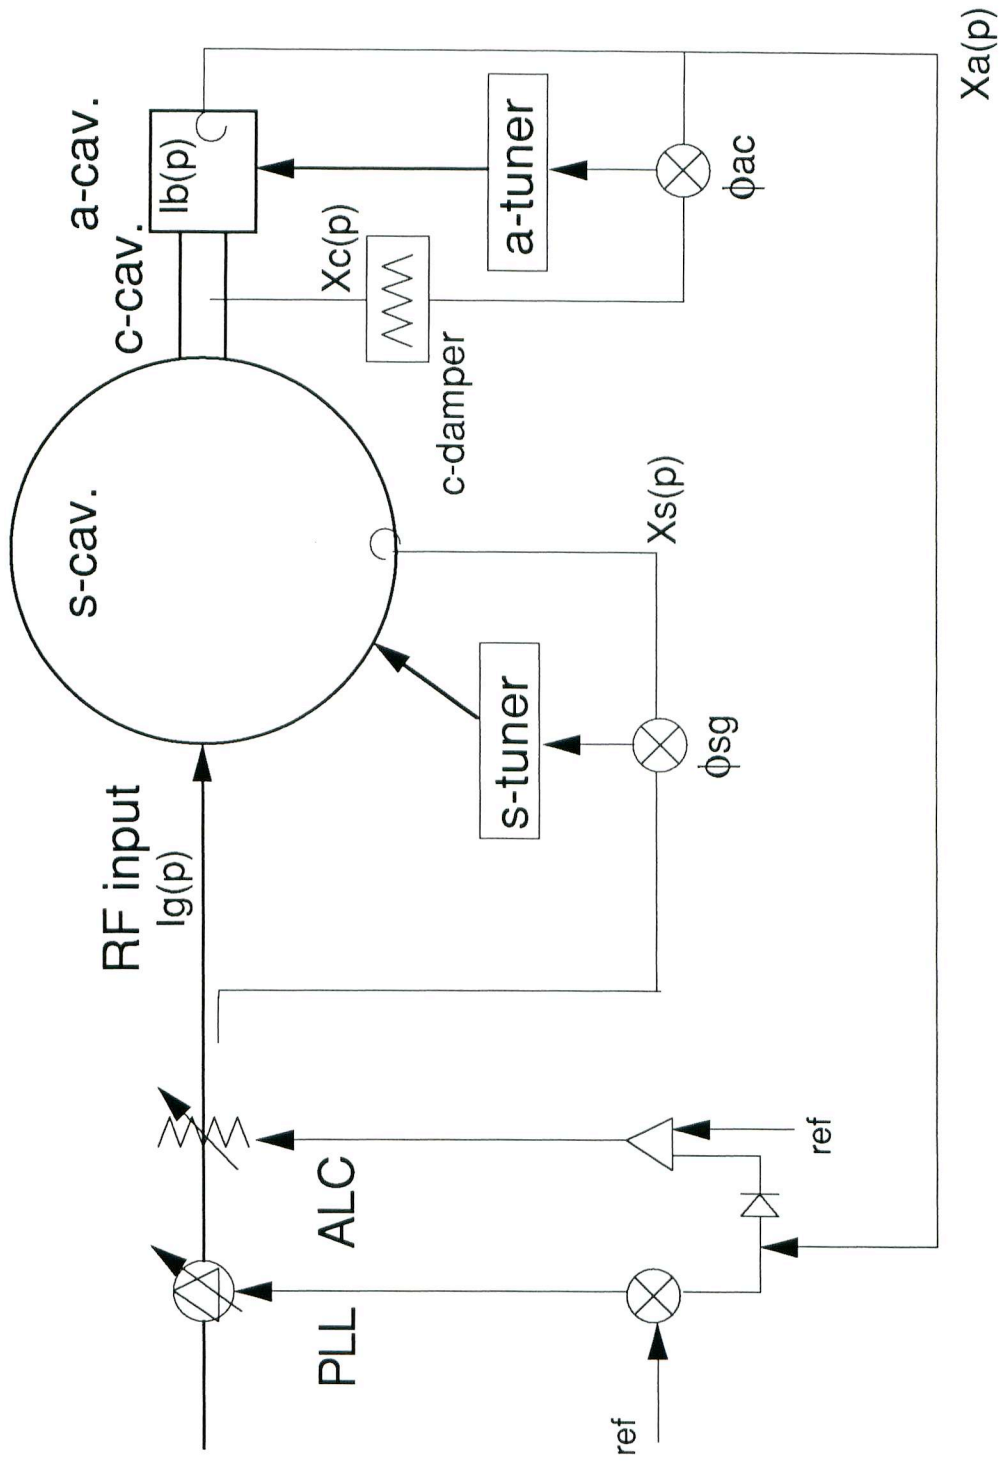 RF input
Ig(p)
s-cav.
c-cav.
a-cav.
Ib(p)
PLL
ALC
c-damper
Xc(p)
s-tuner
a-tuner
ref
ϕsg
Xs(p)
ϕac
ref
Xa(p)